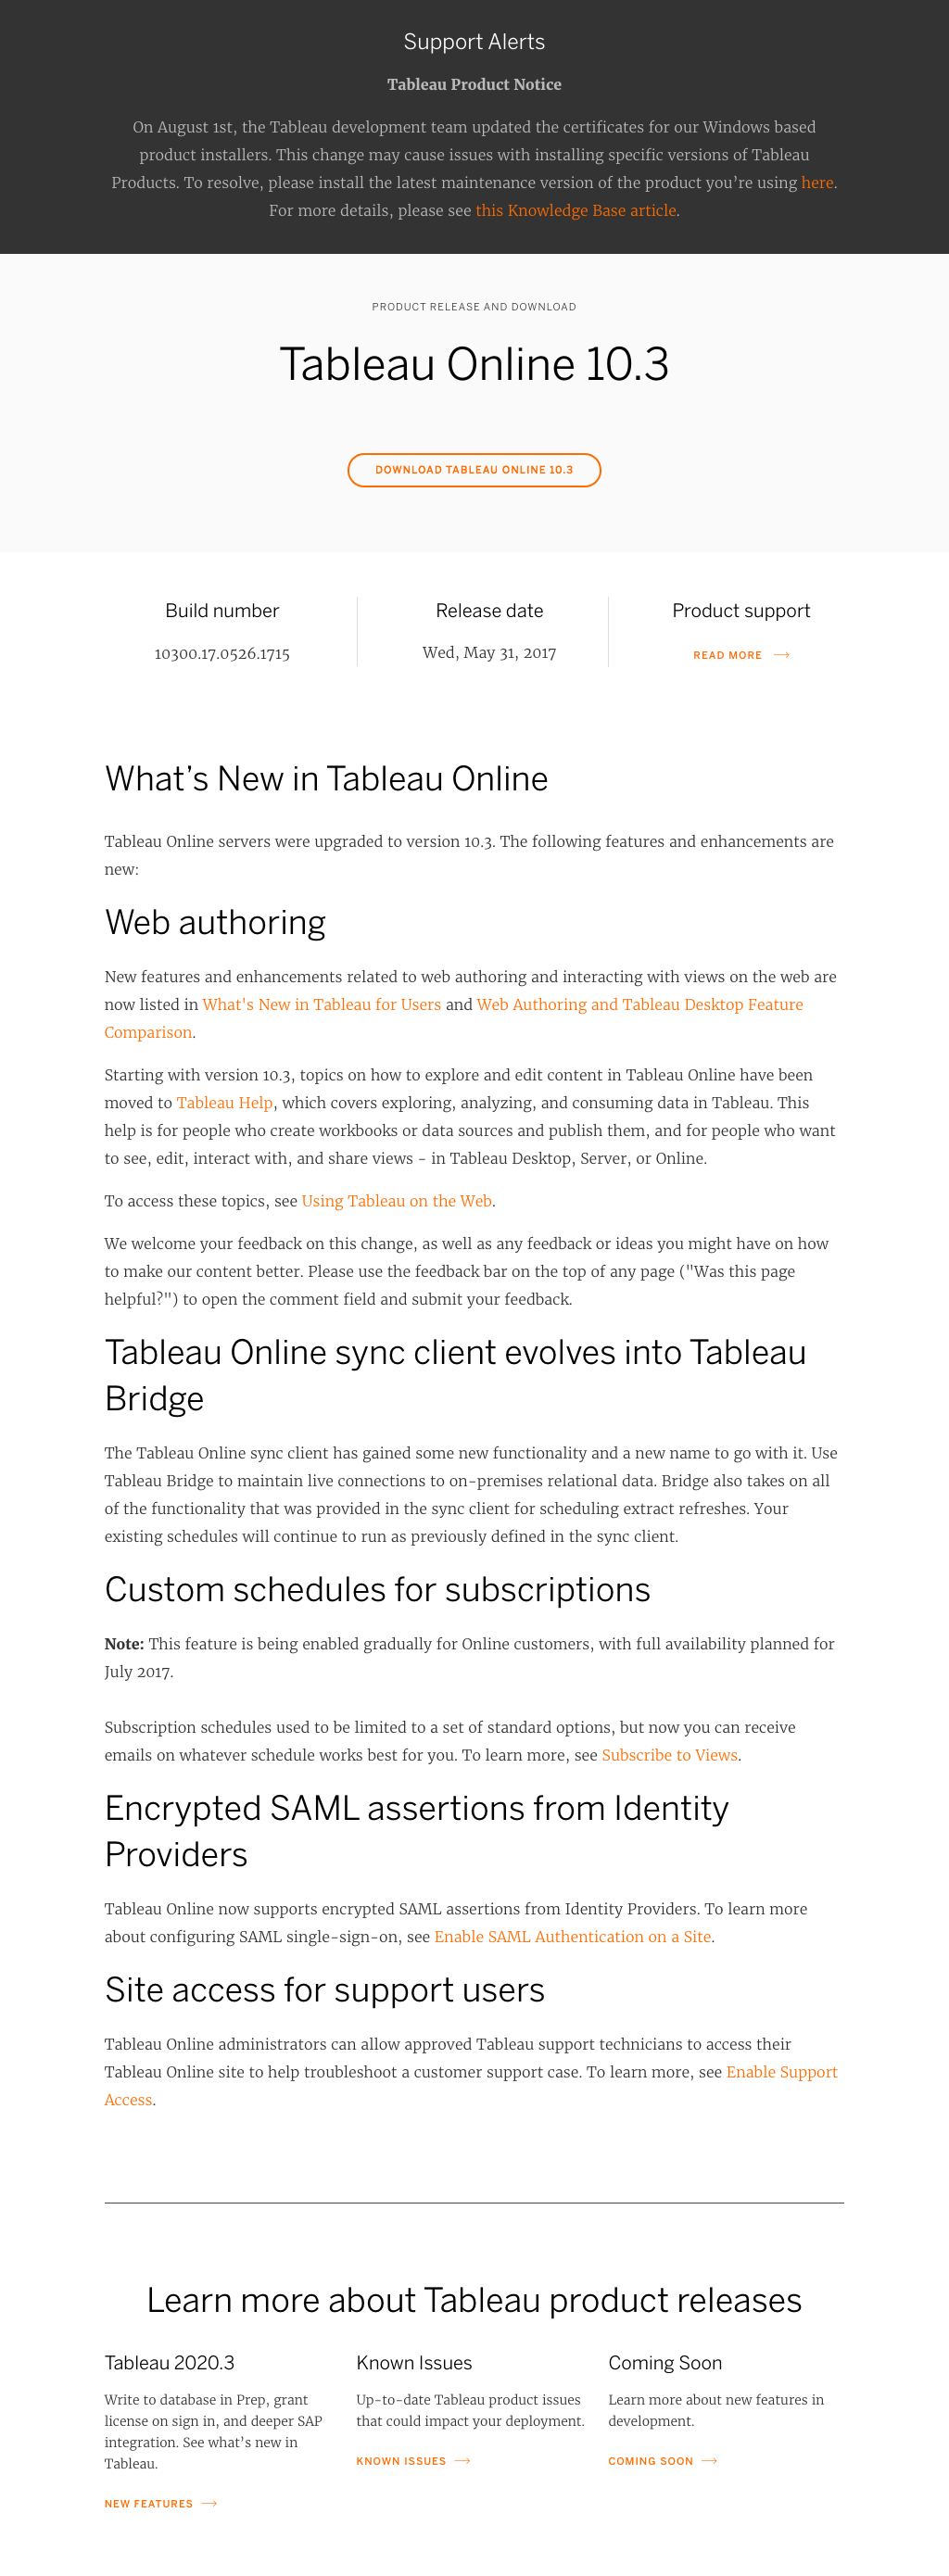 Support Alerts
Tableau Product Notice
On August 1st, the Tableau development team updated the certificates for our Windows based
product installers. This change may cause issues with installing specific versions of Tableau
Products. To resolve, please install the latest maintenance version of the product you’re using here.
For more details, please see this Knowledge Base article.
PRODUCT RELEASE AND DOWNLOAD
Tableau Online 10.3
DOWNLOAD TABLEAU ONLINE 10.3
Build number
10300.17.0526.1715
Release date
Wed, May 31, 2017
Product support
READ MORE
What’s New in Tableau Online
Tableau Online servers were upgraded to version 10.3. The following features and enhancements are
new:
Web authoring
New features and enhancements related to web authoring and interacting with views on the web are
now listed in What's New in Tableau for Users and Web Authoring and Tableau Desktop Feature
Comparison.
Starting with version 10.3, topics on how to explore and edit content in Tableau Online have been
moved to Tableau Help, which covers exploring, analyzing, and consuming data in Tableau. This
help is for people who create workbooks or data sources and publish them, and for people who want
to see, edit, interact with, and share views - in Tableau Desktop, Server, or Online.
To access these topics, see Using Tableau on the Web.
We welcome your feedback on this change, as well as any feedback or ideas you might have on how
to make our content better. Please use the feedback bar on the top of any page ("Was this page
helpful?") to open the comment field and submit your feedback.
Tableau Online sync client evolves into Tableau
Bridge
The Tableau Online sync client has gained some new functionality and a new name to go with it. Use
Tableau Bridge to maintain live connections to on-premises relational data. Bridge also takes on all
of the functionality that was provided in the sync client for scheduling extract refreshes. Your
existing schedules will continue to run as previously defined in the sync client.
Custom schedules for subscriptions
Note: This feature is being enabled gradually for Online customers, with full availability planned for
July 2017.
Subscription schedules used to be limited to a set of standard options, but now you can receive
emails on whatever schedule works best for you. To learn more, see Subscribe to Views.
Encrypted SAML assertions from Identity
Providers
Tableau Online now supports encrypted SAML assertions from Identity Providers. To learn more
about configuring SAML single-sign-on, see Enable SAML Authentication on a Site.
Site access for support users
Tableau Online administrators can allow approved Tableau support technicians to access their
Tableau Online site to help troubleshoot a customer support case. To learn more, see Enable Support
Access.
Learn more about Tableau product releases
Tableau 2020.3
Write to database in Prep, grant
license on sign in, and deeper SAP
integration. See what’s new in
Tableau.
NEW FEATURES
Known Issues
Up-to-date Tableau product issues
that could impact your deployment.
KNOWN ISSUES
Coming Soon
Learn more about new features in
development.
COMING SOON